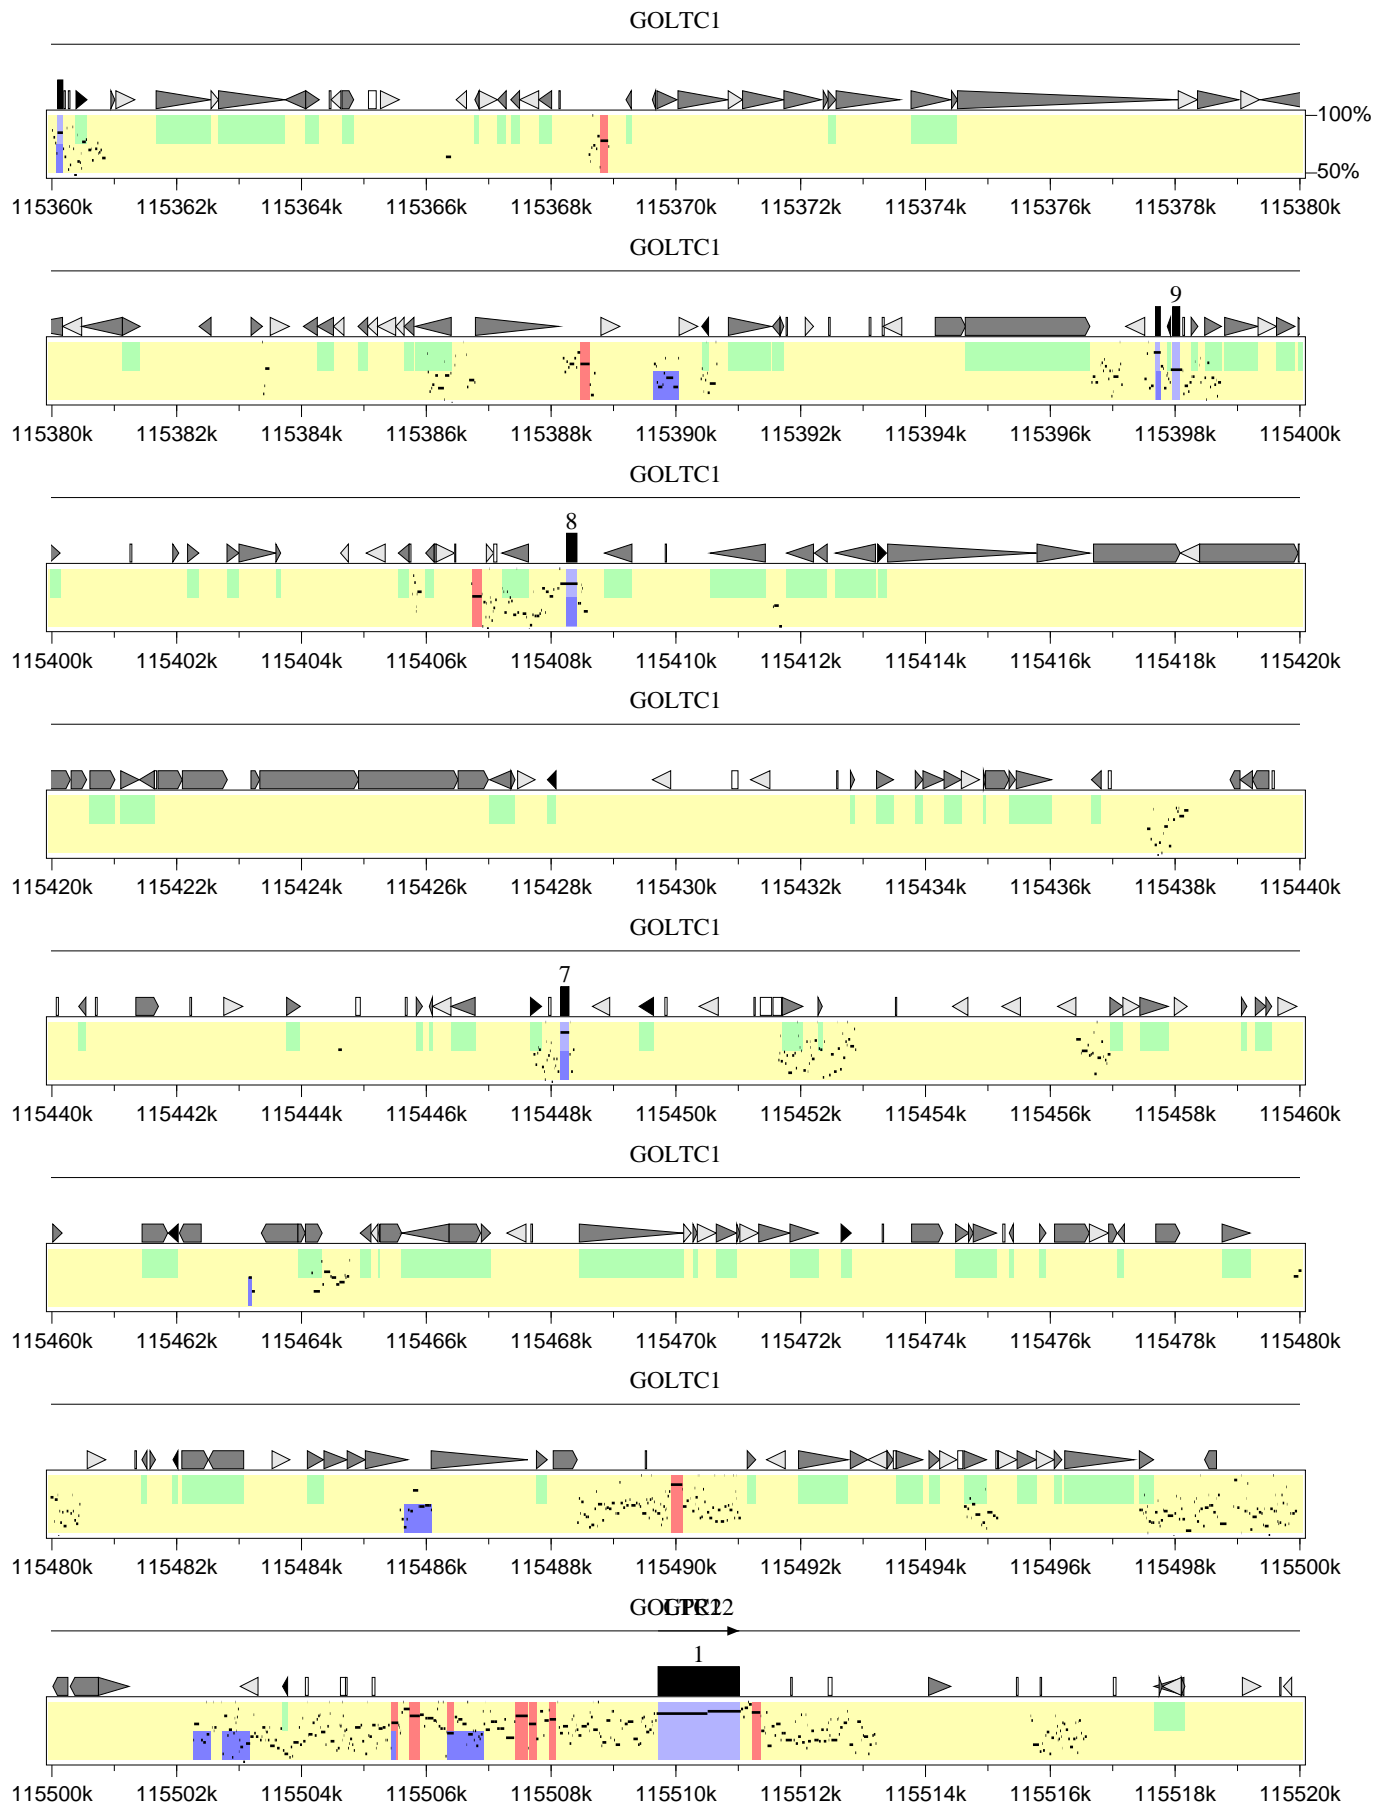 GOLTC1
100%
50%
115360k 115362k 115364k 115366k 115368k 115370k 115372k 115374k 115376k 115378k 115380k
GOLTC1
9
115380k 115382k 115384k 115386k 115388k 115390k 115392k 115394k 115396k 115398k 115400k
GOLTC1
8
115400k 115402k 115404k 115406k 115408k 115410k 115412k 115414k 115416k 115418k 115420k
GOLTC1
115420k 115422k 115424k 115426k 115428k 115430k 115432k 115434k 115436k 115438k 115440k
GOLTC1
7
115440k 115442k 115444k 115446k 115448k 115450k 115452k 115454k 115456k 115458k 115460k
GOLTC1
115460k 115462k 115464k 115466k 115468k 115470k 115472k 115474k 115476k 115478k 115480k
GOLTC1
115480k 115482k 115484k 115486k 115488k 115490k 115492k 115494k 115496k 115498k 115500k
GOLTC1 GPR22
1
115500k 115502k 115504k 115506k 115508k 115510k 115512k 115514k 115516k 115518k 115520k